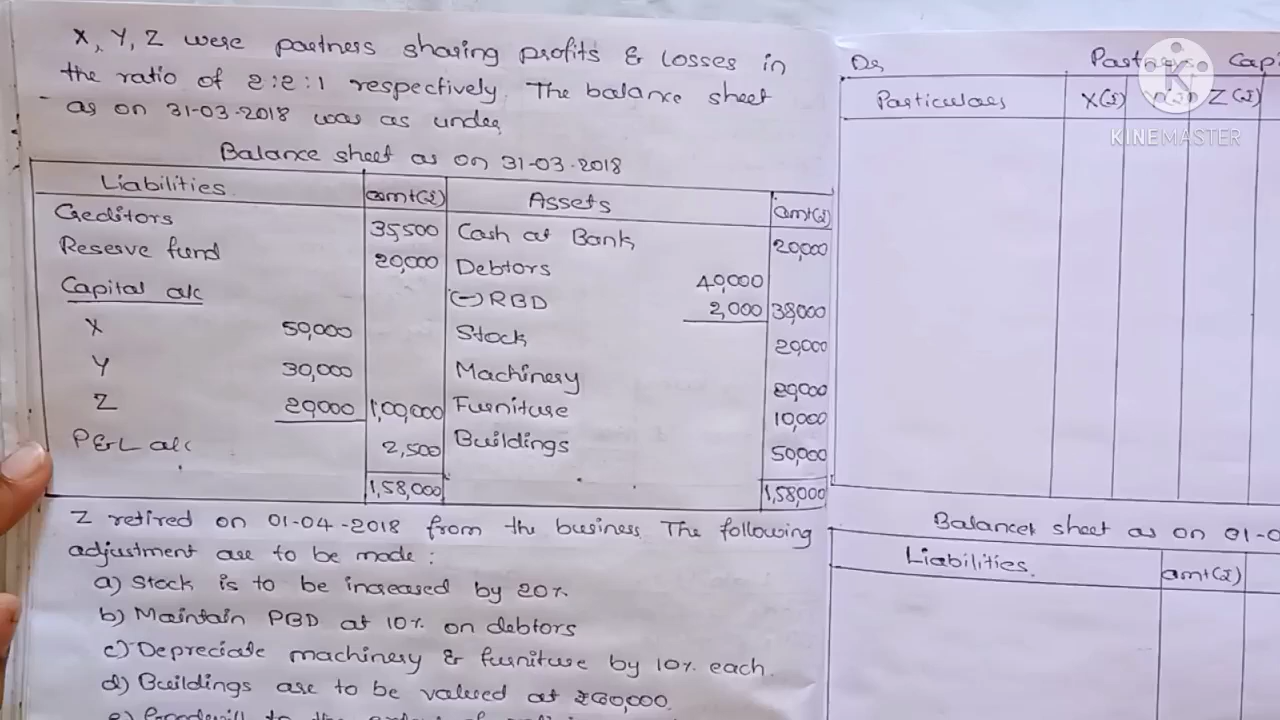 X, Y, Z were partners sharing profits & losses in
the ratio of 2:2:1 respectively. The balance sheet
as on 31-03-2018 was as under
Balance sheet as on 31-03-2018
Liabilities amt(₹) Assets amt(₹)
Creditors 35,500 Cash at Bank 20,000
Reserve fund 20,000 Debtors 40,000
Capital a/c (-) RBD 2,000 38,000
X 50,000 Stock 20,000
Y 30,000 Machinery 20,000
Z 20,000 1,00,000 Furniture 10,000
P&L a/c 2,500 Buildings 50,000
1,58,000 1,58,000
Z retired on 01-04-2018 from the business. The following
adjustment are to be made:
a) Stock is to be increased by 20%
b) Maintain PBD at 10% on debtors
c) Depreciate machinery & furniture by 10% each.
d) Buildings are to be valued at ₹60,000.
Dr Capi
Particulars X(₹) Z(₹)
KINEMASTER
Balance sheet as on 01-0
Liabilities amt(₹)